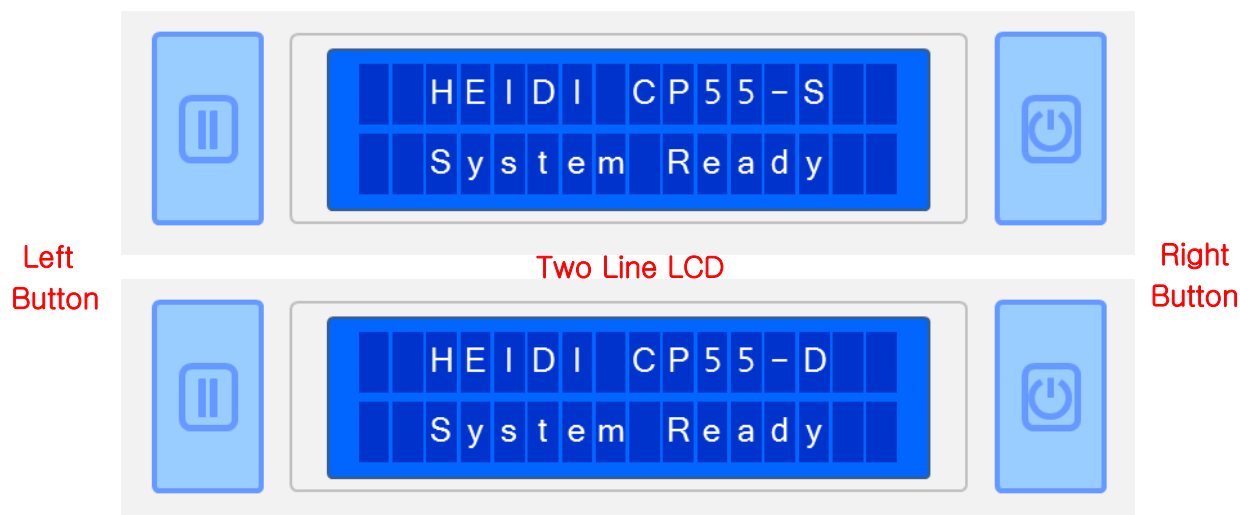 HEIDI CP55-S
System Ready
Left
Button
Two Line LCD
Right
Button
HEIDI CP55-D
System Ready